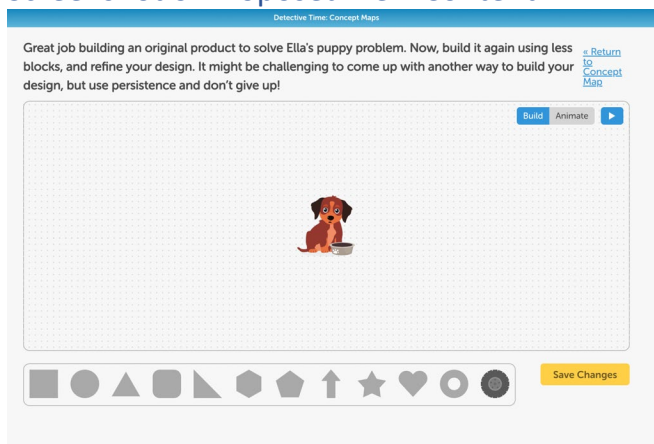 Detective Time: Concept Maps
Great job building an original product to solve Ella's puppy problem. Now, build it again using less
blocks, and refine your design. It might be challenging to come up with another way to build your
design, but use persistence and don't give up!
« Return
to
Concept
Map
Build Animate
Save Changes